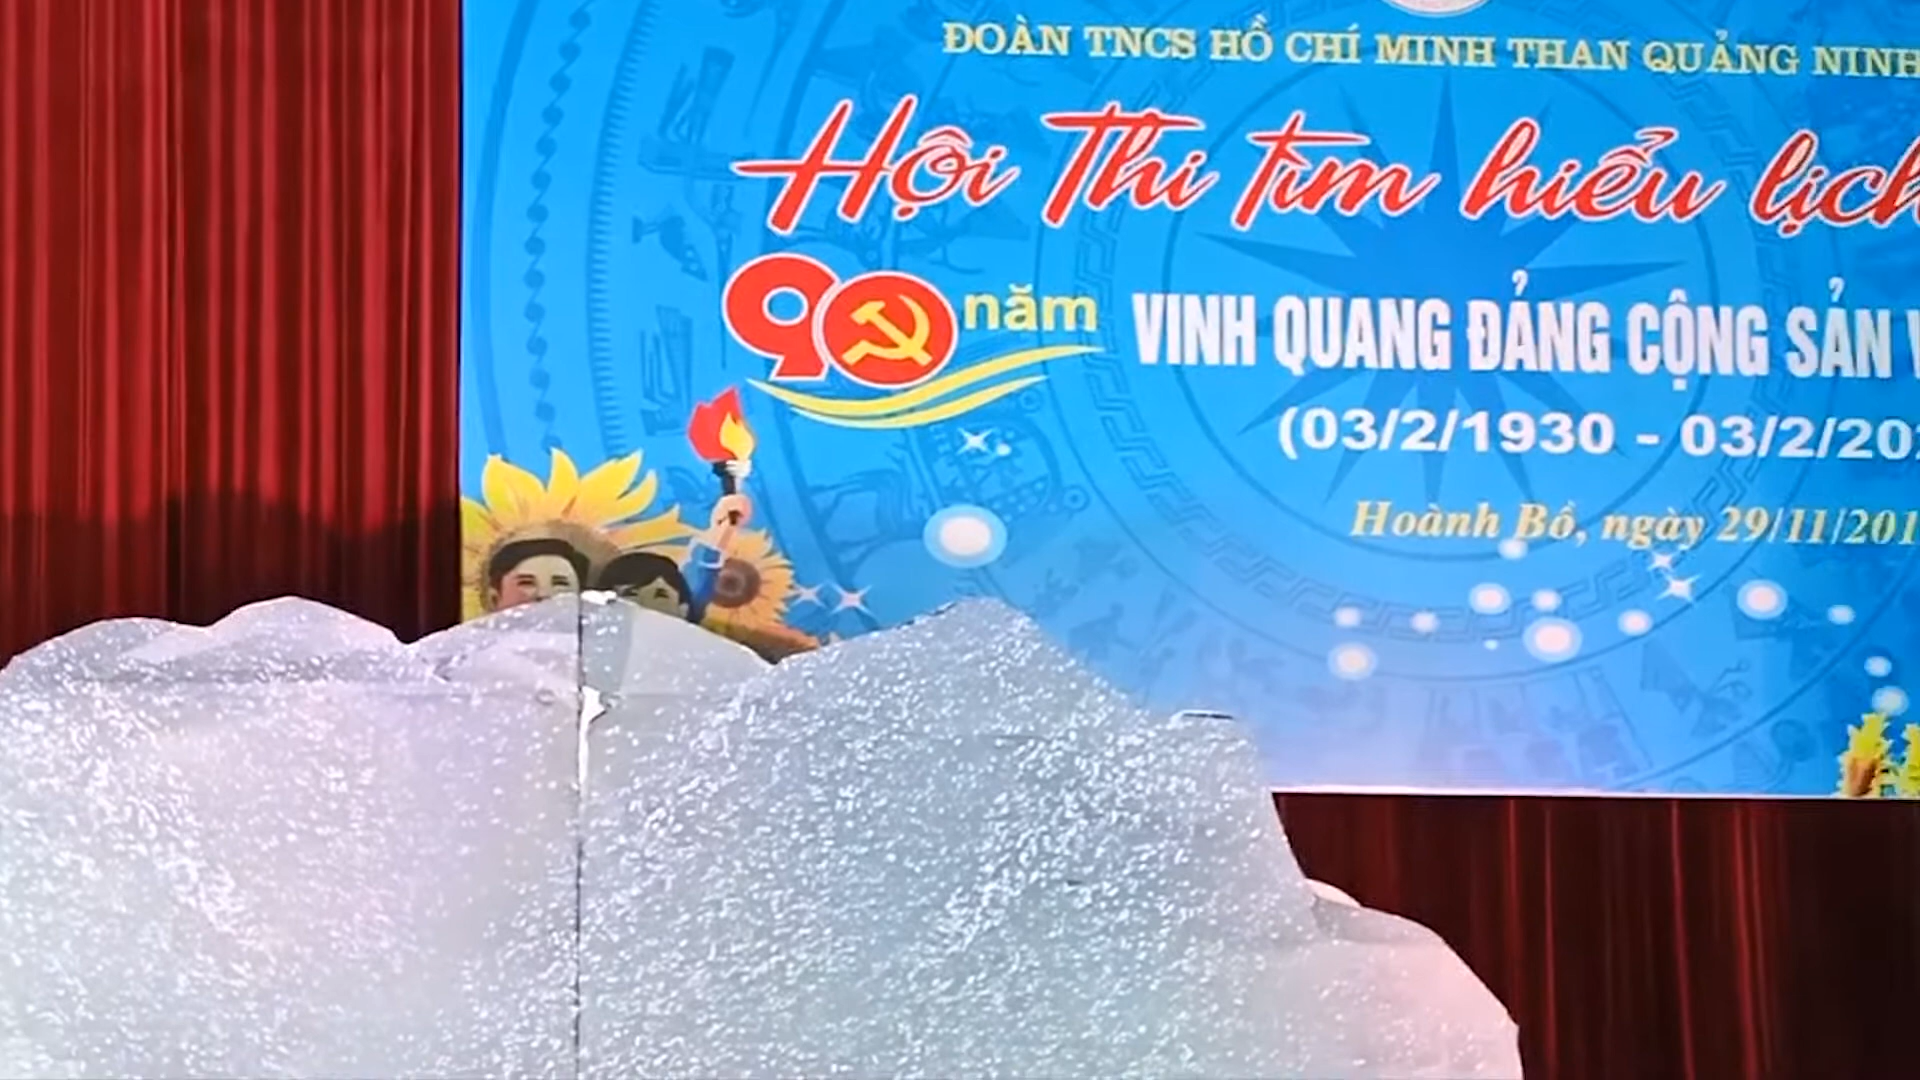 ĐOÀN TNCS HỒ CHÍ MINH THAN QUẢNG NINH
Hội Thi tìm hiểu lịch
90 năm VINH QUANG ĐẢNG CỘNG SẢN
(03/2/1930 - 03/2/202
Hoành Bồ, ngày 29/11/201